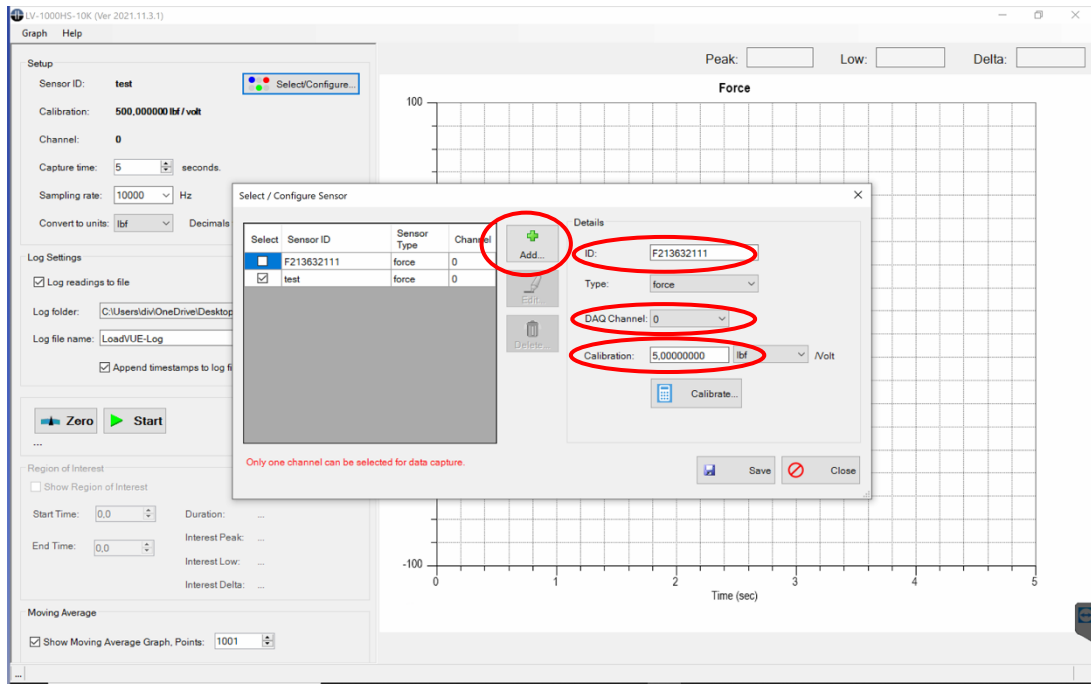 LV-1000HS-10K (Ver 2021.11.3.1)
Graph Help
Setup
Sensor ID: test Select/Configure...
Calibration: 500,000000 lbf / volt
Channel: 0
Capture time: 5 seconds.
Sampling rate: 10000 Hz
Convert to units: lbf Decimals
Log Settings
Log readings to file
Log folder: C:\Users\div\OneDrive\Desktop
Log file name: LoadVUE-Log
Append timestamps to log fi
Zero Start
...
Region of Interest
Show Region of Interest
Start Time: 0,0 Duration: ...
Interest Peak: ...
End Time: 0,0
Interest Low: ...
Interest Delta: ...
Moving Average
Show Moving Average Graph, Points: 1001
...
Peak: Low: Delta:
Force
100
-100
0 1 2 3 4 5
Time (sec)
Select / Configure Sensor
Select Sensor ID Sensor Type Channel
F213632111 force 0
test force 0
Add...
Edit...
Delete...
Details
ID: F213632111
Type: force
DAQ Channel: 0
Calibration: 5,00000000 lbf /Volt
Calibrate...
Only one channel can be selected for data capture.
Save Close